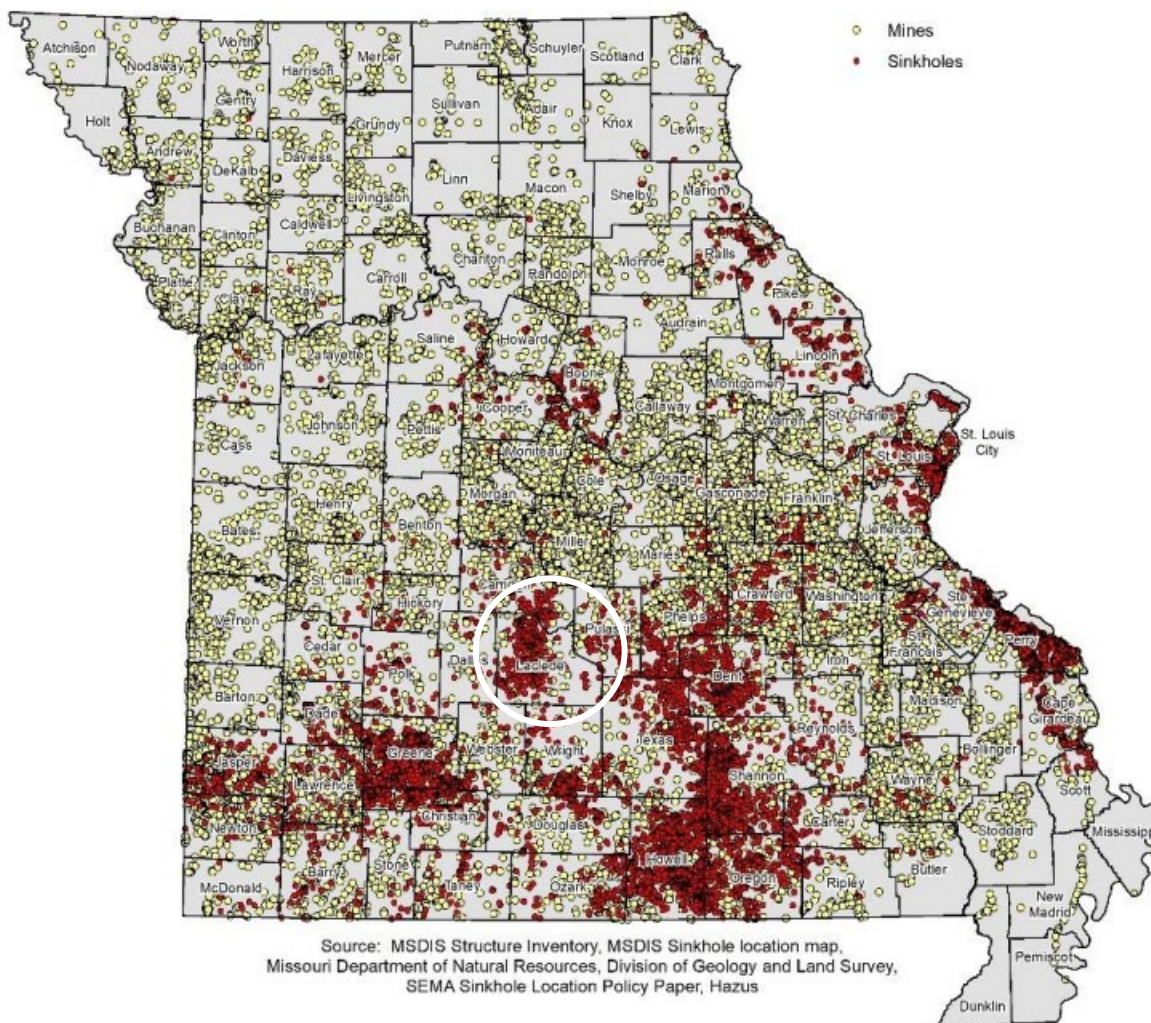 Mines
Sinkholes
Atchison
Nodaway
Worth
Harrison
Mercer
Putnam
Schuyler
Scotland
Clark
Holt
Gentry
Sullivan
Adair
Knox
Lewis
Andrew
DeKalb
Daviess
Grundy
Linn
Macon
Shelby
Marion
Buchanan
Clinton
Caldwell
Livingston
Chariton
Randolph
Monroe
Ralls
Platte
Clay
Ray
Carroll
Pike
Saline
Howard
Audrain
Jackson
Lafayette
Boone
Lincoln
Cooper
Callaway
Montgomery
Warren
St. Charles
Cass
Johnson
Pettis
Moniteau
St. Louis
St. Louis
City
Cole
Osage
Gasconade
Franklin
Henry
Morgan
Jefferson
Bates
Benton
Miller
Maries
St. Clair
Hickory
Crawford
Washington
Ste
Genevieve
Vernon
Cedar
Dallas
Laclede
Phelps
St.
Francois
Perry
Polk
Dent
Iron
Barton
Dade
Madison
Cape
Girardeau
Greene
Webster
Wright
Texas
Reynolds
Bollinger
Jasper
Lawrence
Shannon
Wayne
Scott
Newton
Christian
Douglas
Carter
Stoddard
Mississippi
McDonald
Barry
Stone
Taney
Ozark
Howell
Oregon
Ripley
Butler
New
Madrid
Pemiscot
Dunklin
Source: MSDIS Structure Inventory, MSDIS Sinkhole location map,
Missouri Department of Natural Resources, Division of Geology and Land Survey,
SEMA Sinkhole Location Policy Paper, Hazus